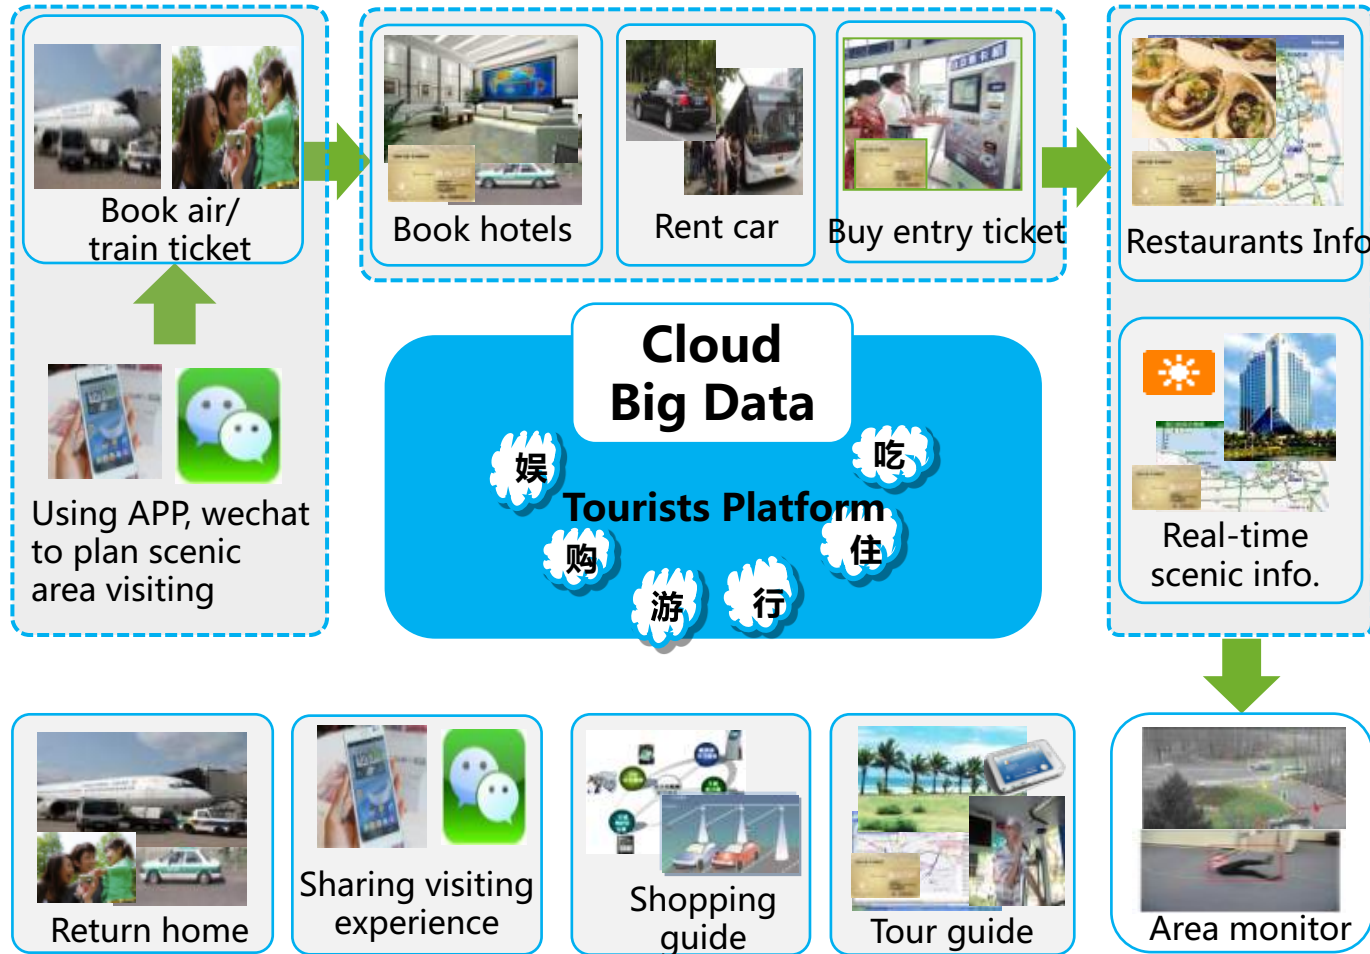 Book air/
train ticket
Book hotels
Rent car
Buy entry ticket
Restaurants Info
Using APP, wechat
to plan scenic
area visiting
Cloud
Big Data
娱
吃
Tourists Platform
购
住
游
行
Real-time
scenic info.
Return home
Sharing visiting
experience
Shopping
guide
Tour guide
Area monitor